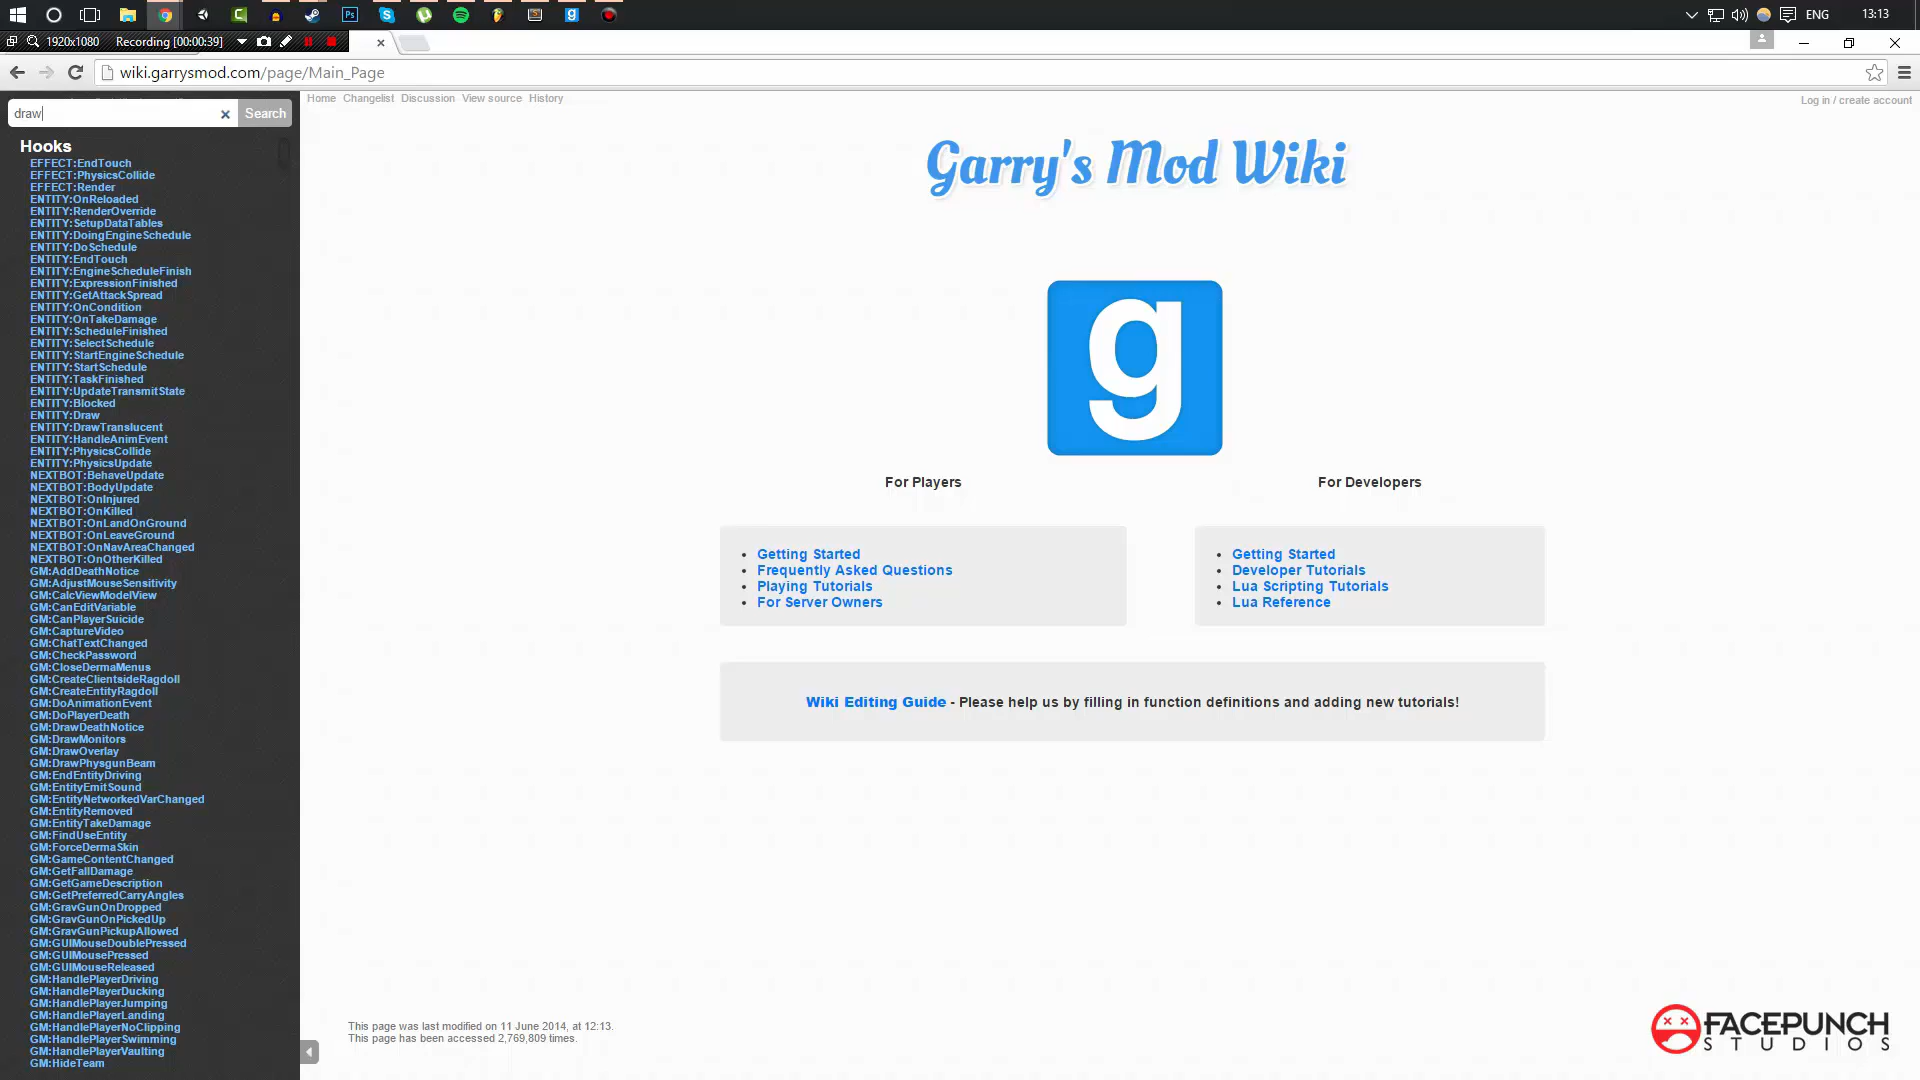 ENG
13:13
1920x1080
Recording [00:00:39]
wiki.garrysmod.com/page/Main_Page
draw
Search
Home Changelist Discussion View source History
Log in / create account
Hooks
EFFECT:EndTouch
EFFECT:PhysicsCollide
EFFECT:Render
ENTITY:OnReloaded
ENTITY:RenderOverride
ENTITY:SetupDataTables
ENTITY:DoingEngineSchedule
ENTITY:DoSchedule
ENTITY:EndTouch
ENTITY:EngineScheduleFinish
ENTITY:ExpressionFinished
ENTITY:GetAttackSpread
ENTITY:OnCondition
ENTITY:OnTakeDamage
ENTITY:ScheduleFinished
ENTITY:SelectSchedule
ENTITY:StartEngineSchedule
ENTITY:StartSchedule
ENTITY:TaskFinished
ENTITY:UpdateTransmitState
ENTITY:Blocked
ENTITY:Draw
ENTITY:DrawTranslucent
ENTITY:HandleAnimEvent
ENTITY:PhysicsCollide
ENTITY:PhysicsUpdate
NEXTBOT:BehaveUpdate
NEXTBOT:BodyUpdate
NEXTBOT:OnInjured
NEXTBOT:OnKilled
NEXTBOT:OnLandOnGround
NEXTBOT:OnLeaveGround
NEXTBOT:OnNavAreaChanged
NEXTBOT:OnOtherKilled
GM:AddDeathNotice
GM:AdjustMouseSensitivity
GM:CalcViewModelView
GM:CanEditVariable
GM:CanPlayerSuicide
GM:CaptureVideo
GM:ChatTextChanged
GM:CheckPassword
GM:CloseDermaMenus
GM:CreateClientsideRagdoll
GM:CreateEntityRagdoll
GM:DoAnimationEvent
GM:DoPlayerDeath
GM:DrawDeathNotice
GM:DrawMonitors
GM:DrawOverlay
GM:DrawPhysgunBeam
GM:EndEntityDriving
GM:EntityEmitSound
GM:EntityNetworkedVarChanged
GM:EntityRemoved
GM:EntityTakeDamage
GM:FindUseEntity
GM:ForceDermaSkin
GM:GameContentChanged
GM:GetFallDamage
GM:GetGameDescription
GM:GetPreferredCarryAngles
GM:GravGunOnDropped
GM:GravGunOnPickedUp
GM:GravGunPickupAllowed
GM:GUIMouseDoublePressed
GM:GUIMousePressed
GM:GUIMouseReleased
GM:HandlePlayerDriving
GM:HandlePlayerDucking
GM:HandlePlayerJumping
GM:HandlePlayerLanding
GM:HandlePlayerNoClipping
GM:HandlePlayerSwimming
GM:HandlePlayerVaulting
GM:HideTeam
Garry's Mod Wiki
g
For Players
Getting Started
Frequently Asked Questions
Playing Tutorials
For Server Owners
For Developers
Getting Started
Developer Tutorials
Lua Scripting Tutorials
Lua Reference
Wiki Editing Guide - Please help us by filling in function definitions and adding new tutorials!
This page was last modified on 11 June 2014, at 12:13.
This page has been accessed 2,769,809 times.
FACEPUNCH
STUDIOS